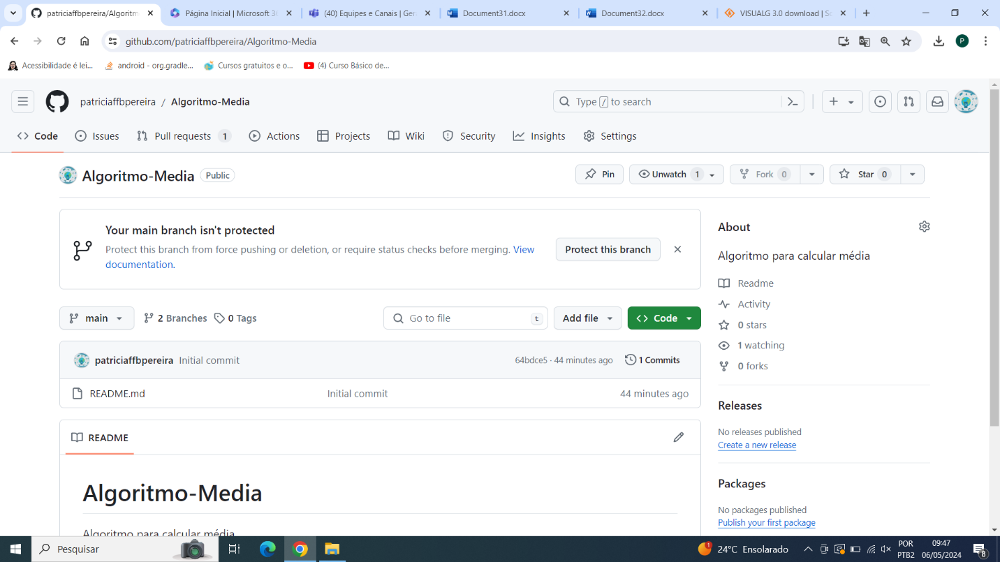 patriciaffbpereira/Algoritm
Página Inicial | Microsoft 36
(40) Equipes e Canais | Ger
Document31.docx
Document32.docx
VISUALG 3.0 download | So
github.com/patriciaffbpereira/Algoritmo-Media
P
Acessibilidade é lei...
android - org.gradle...
Cursos gratuitos e o...
(4) Curso Básico de...
patriciaffbpereira / Algoritmo-Media
Type / to search
Code
Issues
Pull requests 1
Actions
Projects
Wiki
Security
Insights
Settings
Algoritmo-Media Public
Pin
Unwatch 1
Fork 0
Star 0
Your main branch isn't protected
Protect this branch from force pushing or deletion, or require status checks before merging. View
documentation.
Protect this branch
main
2 Branches
0 Tags
Go to file t
Add file
Code
patriciaffbpereira Initial commit
64bdce5 · 44 minutes ago
1 Commits
README.md
Initial commit
44 minutes ago
README
Algoritmo-Media
Algoritmo para calcular média
About
Algoritmo para calcular média
Readme
Activity
0 stars
1 watching
0 forks
Releases
No releases published
Create a new release
Packages
No packages published
Publish your first package
Pesquisar
1
24°C Ensolarado
POR
PTB2
09:47
06/05/2024
8